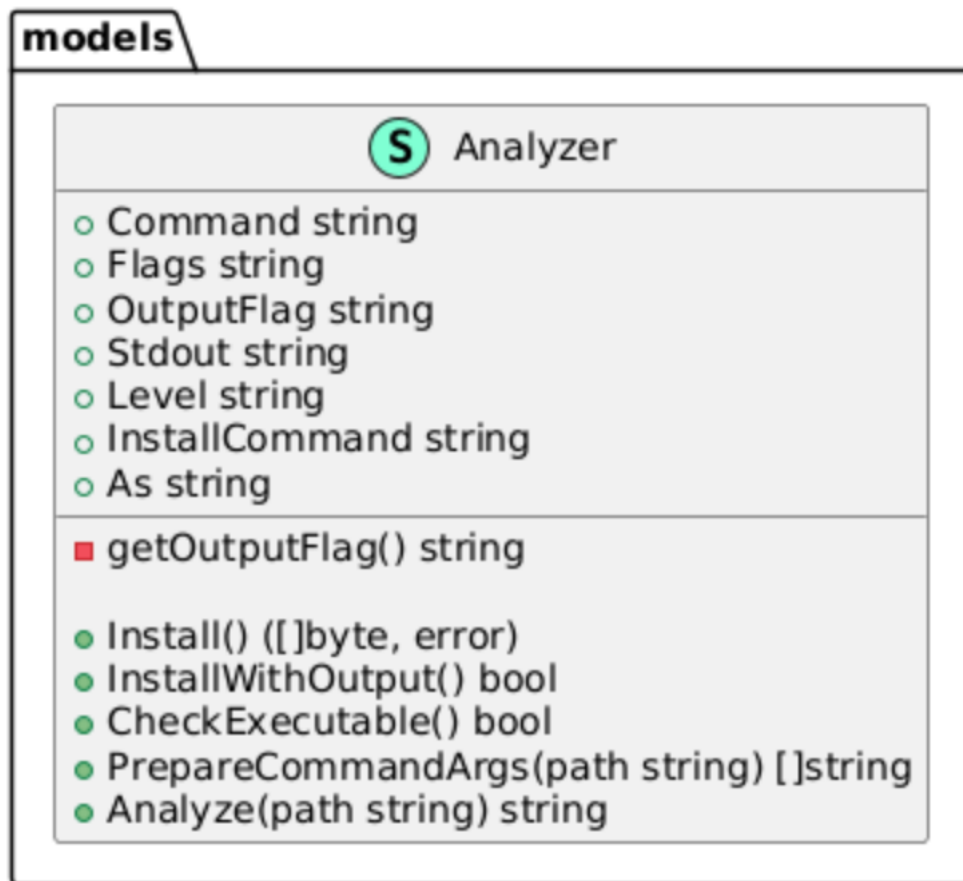 models
S Analyzer
Command string
Flags string
OutputFlag string
Stdout string
Level string
InstallCommand string
As string
getOutputFlag() string
Install() ([]byte, error)
InstallWithOutput() bool
CheckExecutable() bool
PrepareCommandArgs(path string) []string
Analyze(path string) string